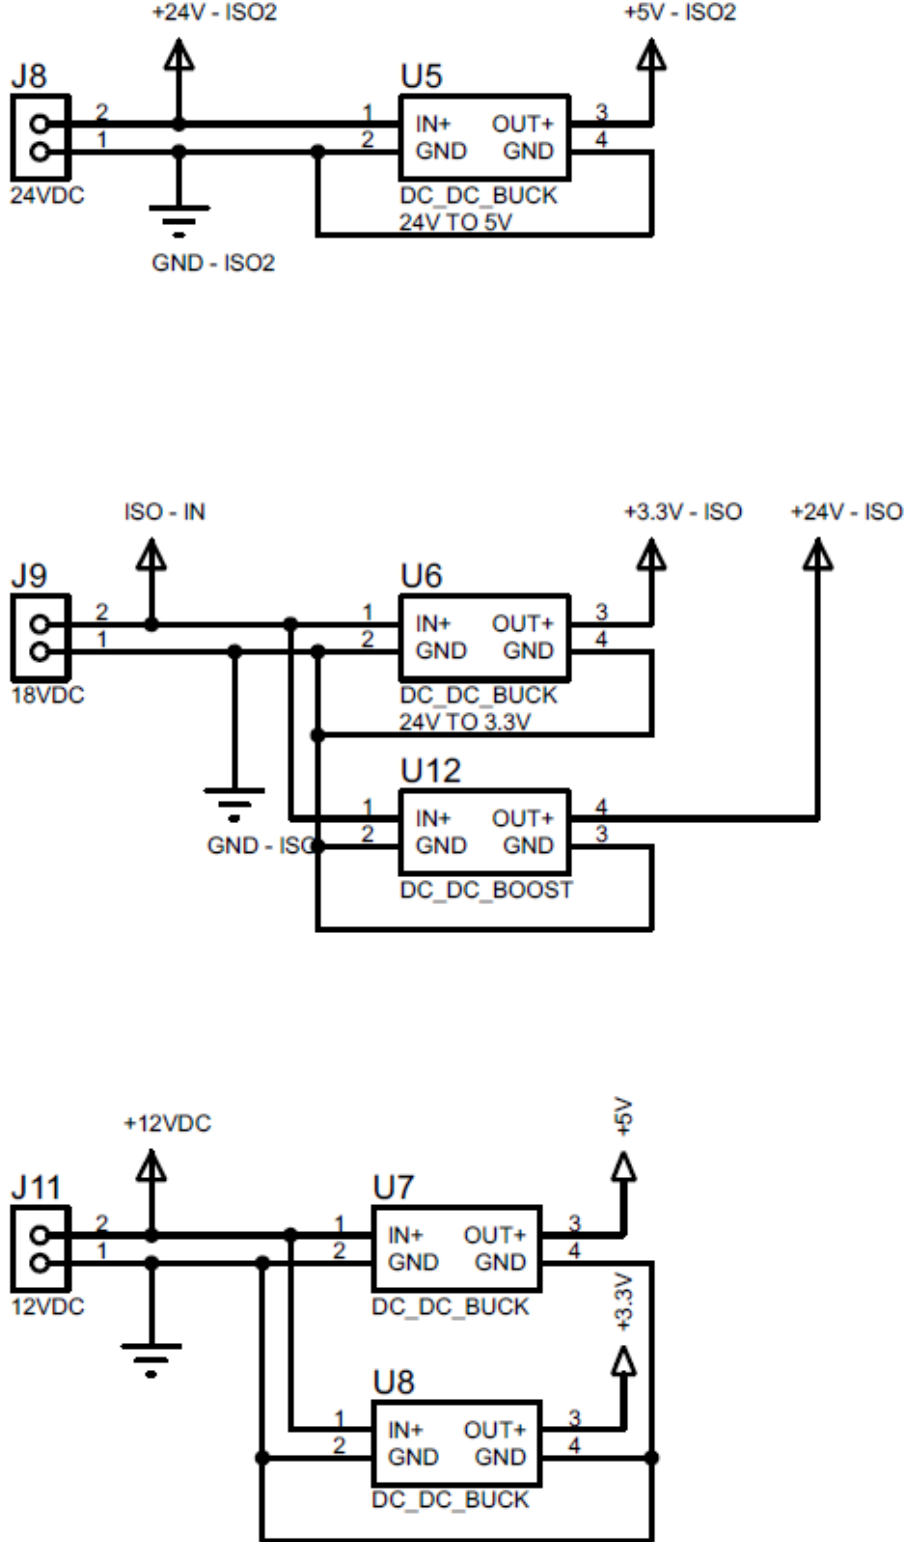 +24V - ISO2
+5V - ISO2
J8
U5
2
1
1
2
IN+ OUT+
GND GND
3
4
24VDC
DC_DC_BUCK
24V TO 5V
GND - ISO2
ISO - IN
+3.3V - ISO
+24V - ISO
J9
U6
2
1
1
2
IN+ OUT+
GND GND
3
4
18VDC
DC_DC_BUCK
24V TO 3.3V
U12
1
2
IN+ OUT+
GND GND
4
3
GND - ISO
DC_DC_BOOST
+12VDC
+5V
J11
U7
2
1
1
2
IN+ OUT+
GND GND
3
4
12VDC
DC_DC_BUCK
+3.3V
U8
1
2
IN+ OUT+
GND GND
3
4
DC_DC_BUCK